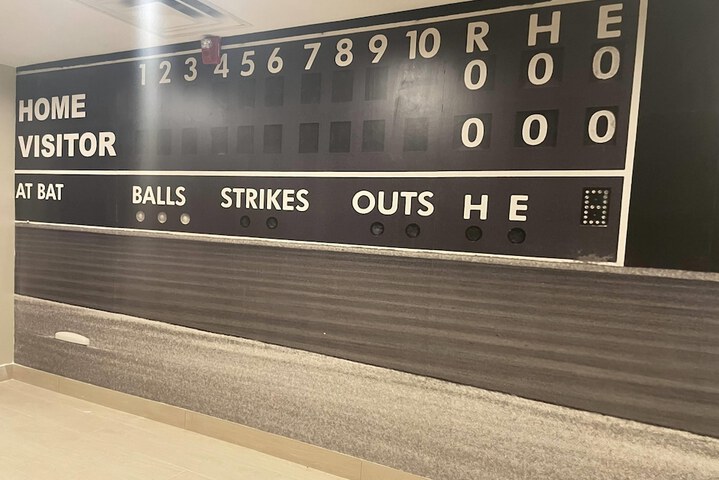 1 2 3 4 5 6 7 8 9 10 R H E
HOME 0 0 0
VISITOR 0 0 0
AT BAT BALLS STRIKES OUTS H E 8